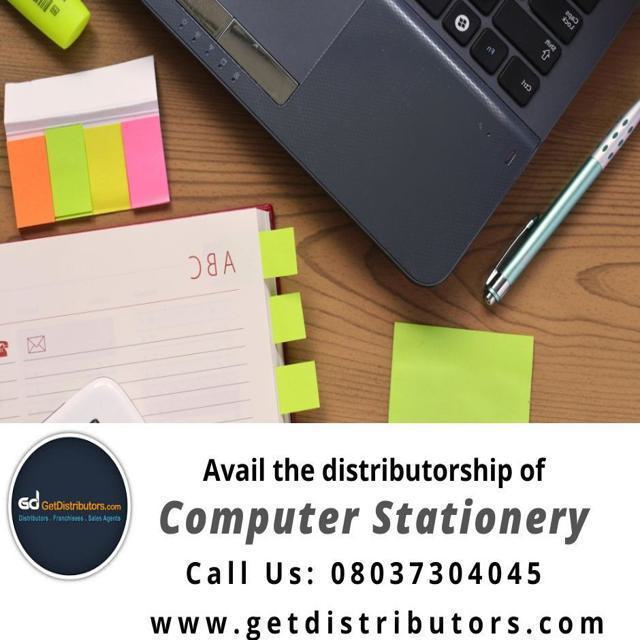 ABC
Avail the distributorship of
GD GetDistributors.com
Distributors . Franchisees . Sales Agents
Computer Stationery
Call Us: 08037304045
www.getdistributors.com